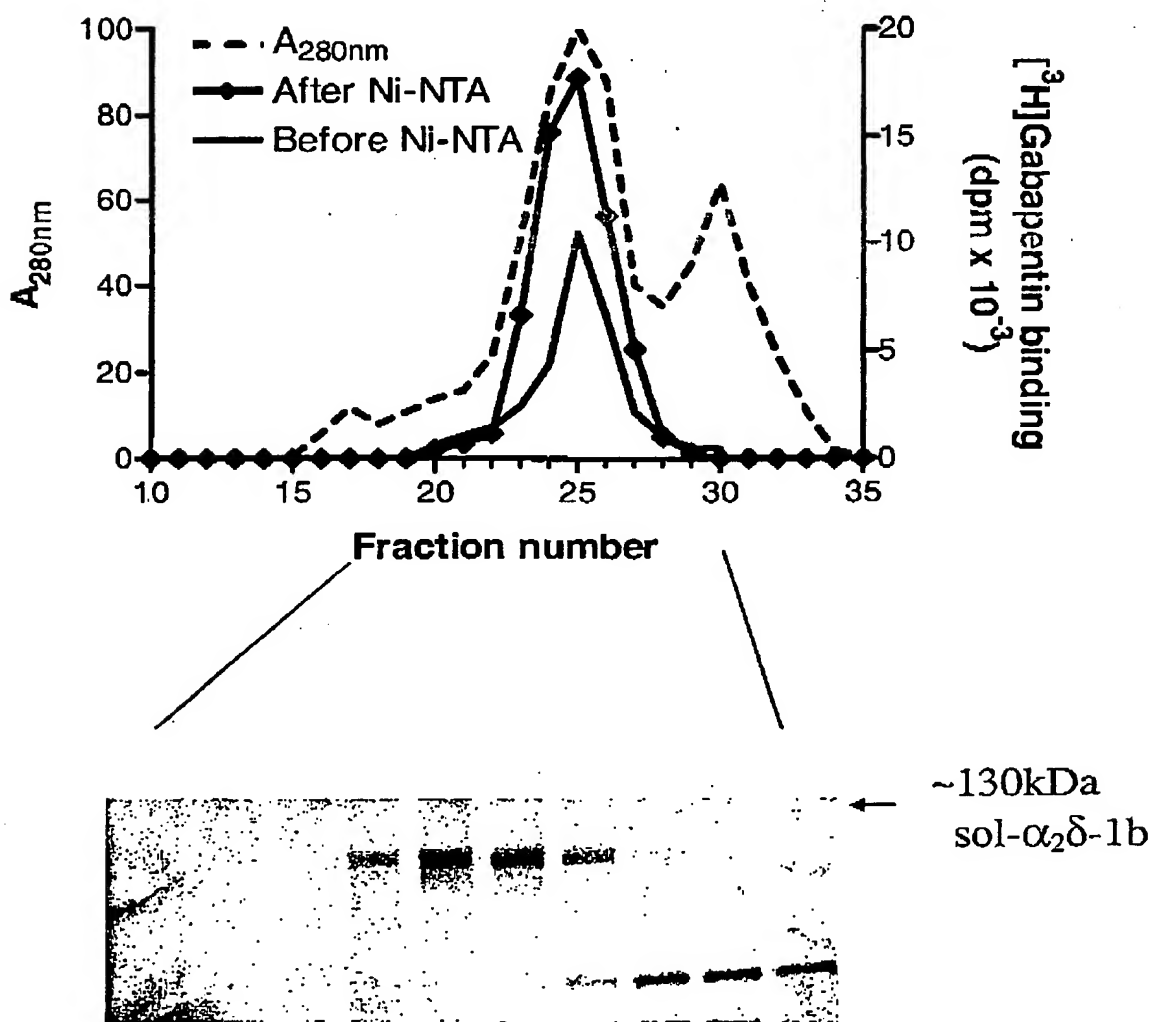 100
80
60
40
20
0
A280nm
A280nm
After Ni-NTA
Before Ni-NTA
20
15
10
5
0
[³H]Gabapentin binding
(dpm x 10⁻³)
10 15 20 25 30 35
Fraction number
~130kDa
sol-α₂δ-1b